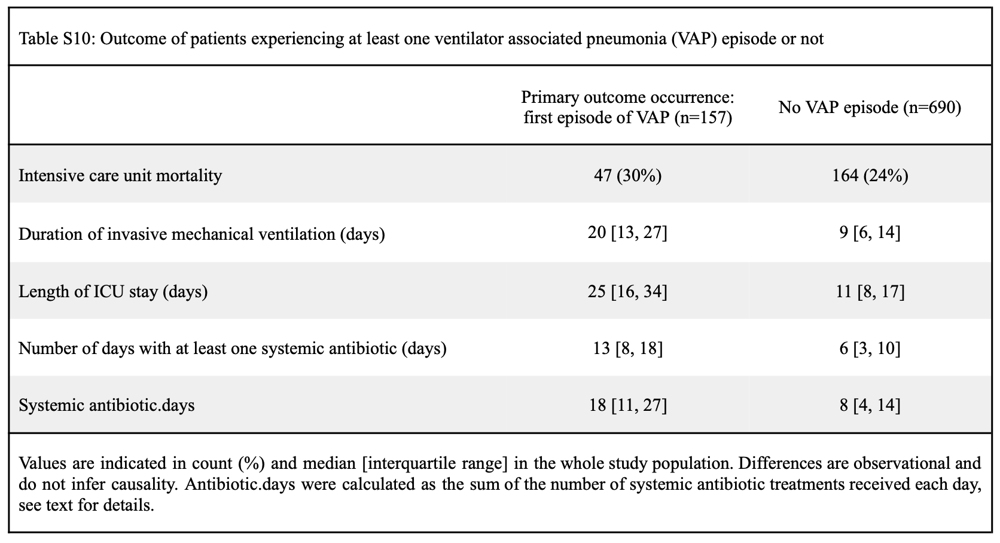 Table S10: Outcome of patients experiencing at least one ventilator associated pneumonia (VAP) episode or not
Primary outcome occurrence:
first episode of VAP (n=157)
No VAP episode (n=690)
Intensive care unit mortality 47 (30%) 164 (24%)
Duration of invasive mechanical ventilation (days) 20 [13, 27] 9 [6, 14]
Length of ICU stay (days) 25 [16, 34] 11 [8, 17]
Number of days with at least one systemic antibiotic (days) 13 [8, 18] 6 [3, 10]
Systemic antibiotic.days 18 [11, 27] 8 [4, 14]
Values are indicated in count (%) and median [interquartile range] in the whole study population. Differences are observational and
do not infer causality. Antibiotic.days were calculated as the sum of the number of systemic antibiotic treatments received each day,
see text for details.